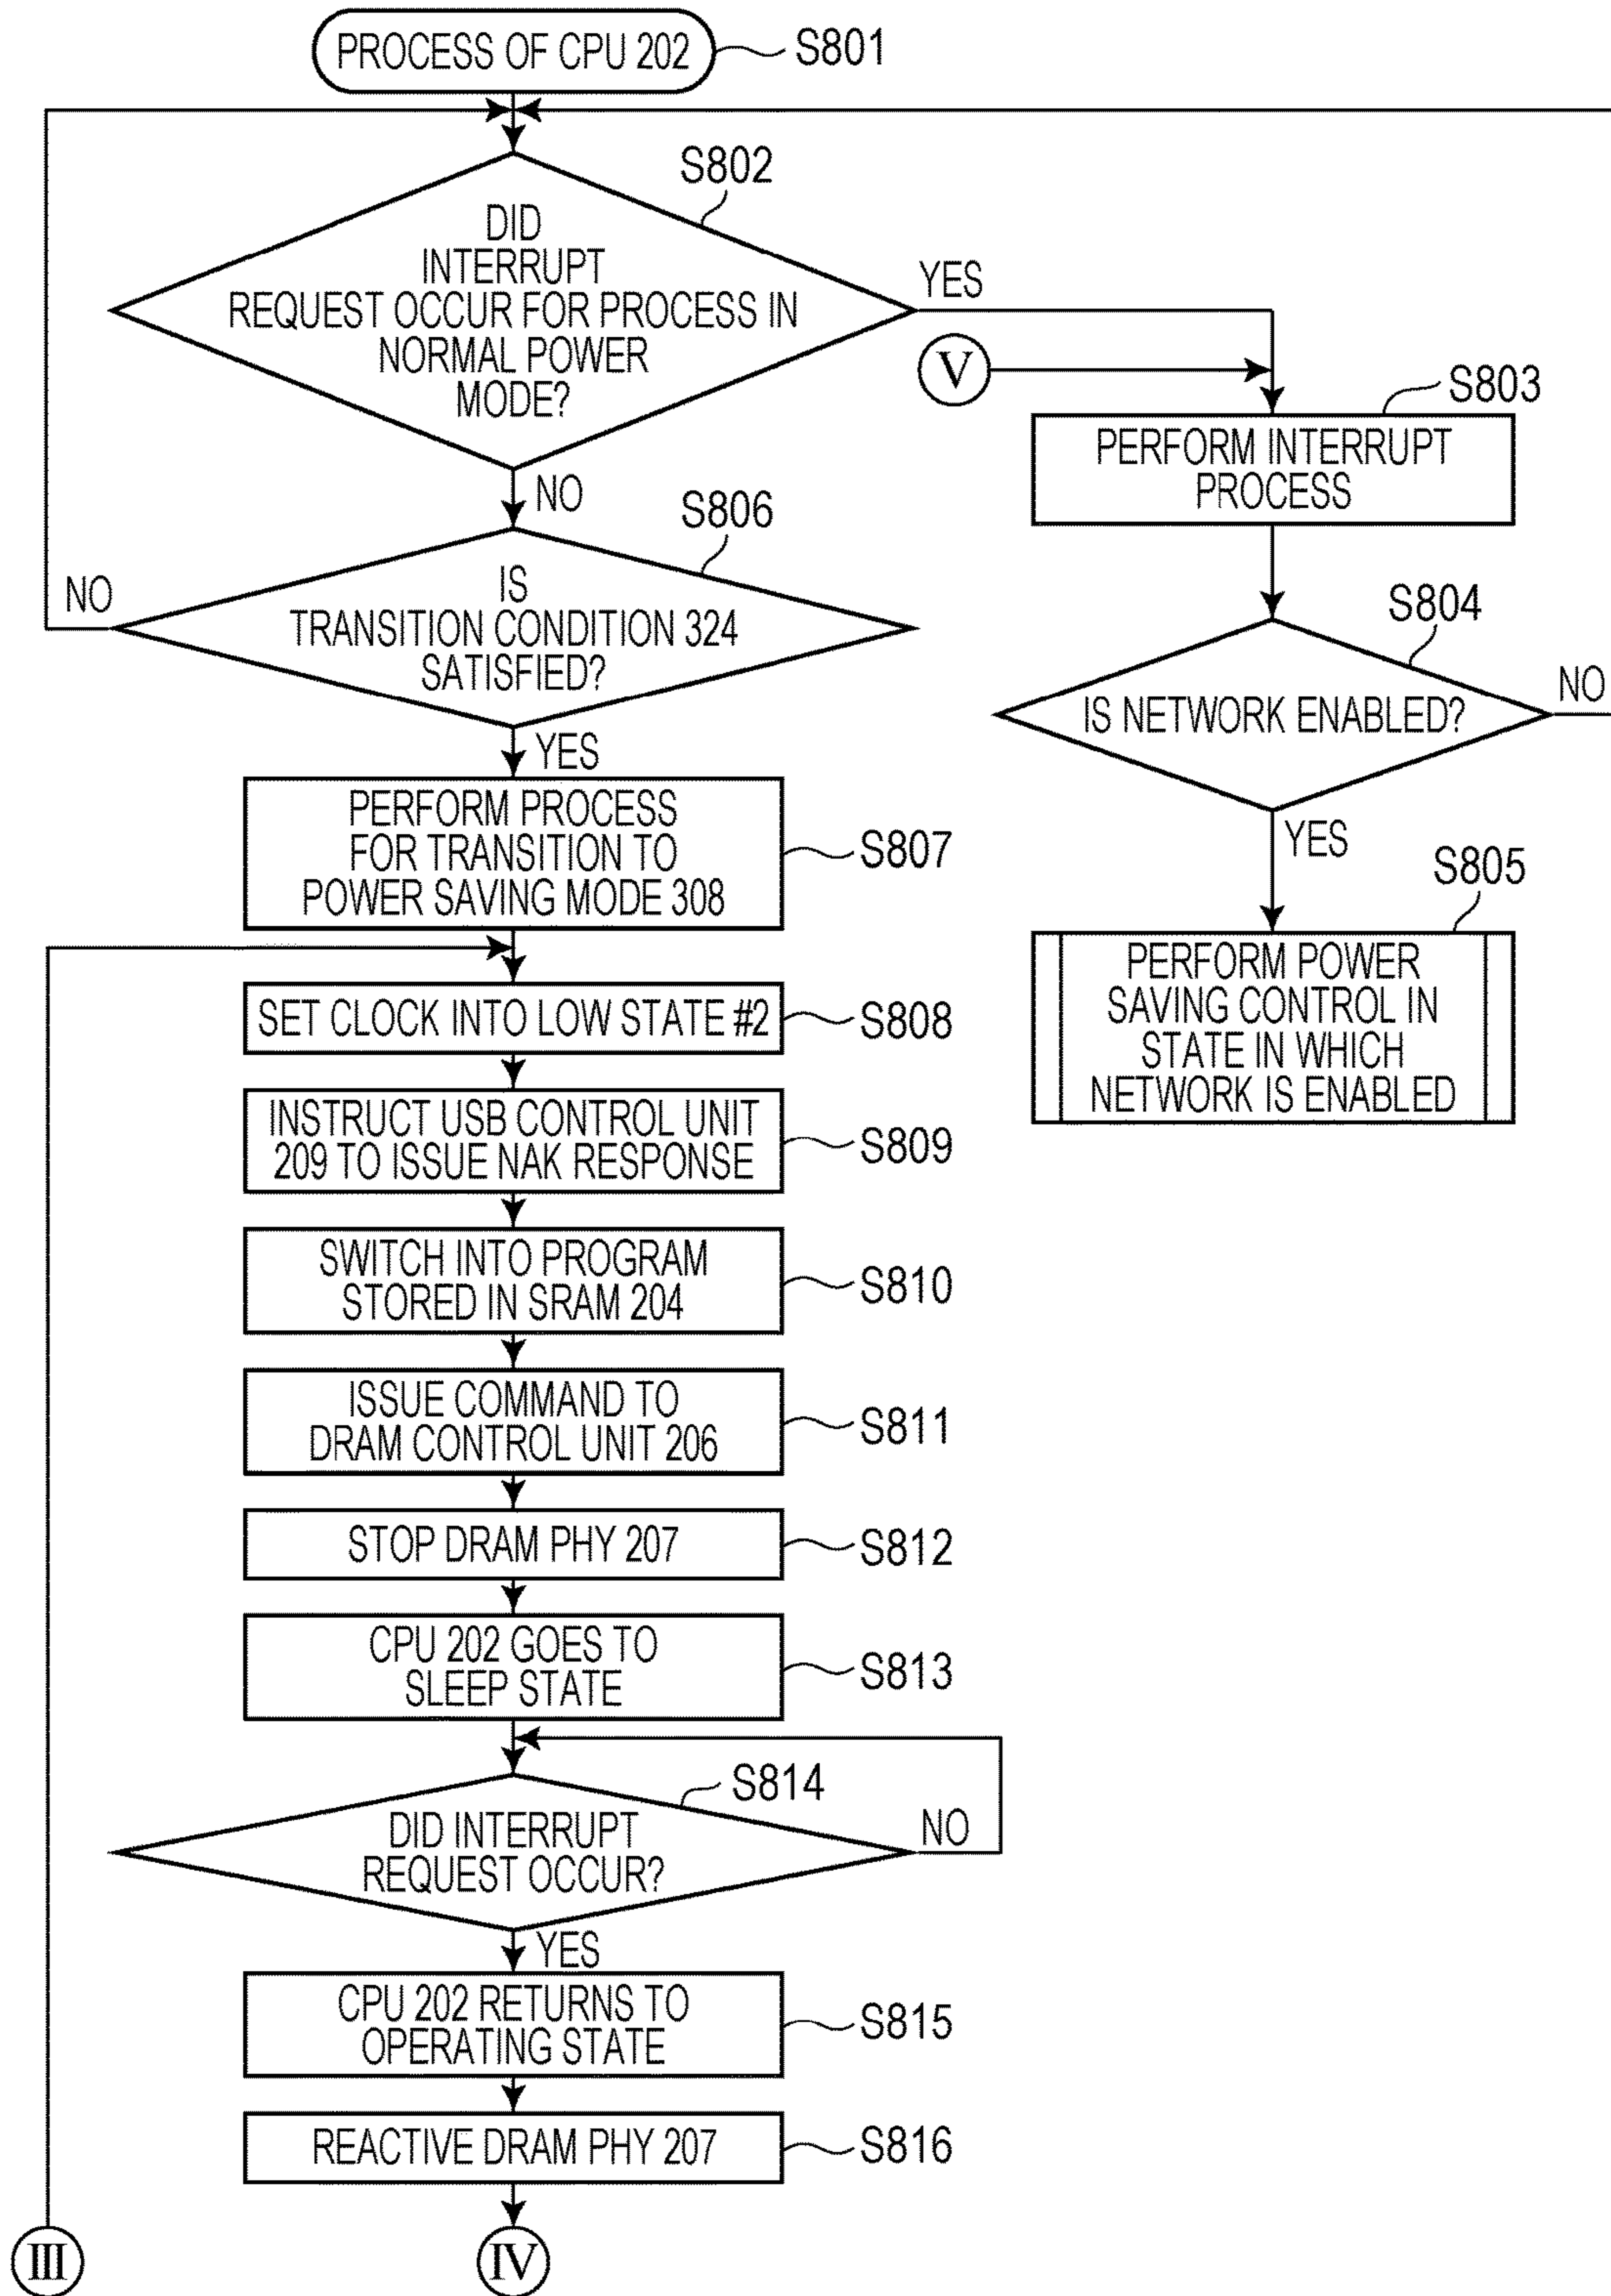 PROCESS OF CPU 202
S801
S802
DID
INTERRUPT
REQUEST OCCUR FOR PROCESS IN
NORMAL POWER
MODE?
YES
V
S803
PERFORM INTERRUPT
PROCESS
NO
S806
IS
TRANSITION CONDITION 324
SATISFIED?
NO
S804
IS NETWORK ENABLED?
NO
YES
YES
PERFORM PROCESS
FOR TRANSITION TO
POWER SAVING MODE 308
S807
S805
PERFORM POWER
SAVING CONTROL IN
STATE IN WHICH
NETWORK IS ENABLED
SET CLOCK INTO LOW STATE #2
S808
INSTRUCT USB CONTROL UNIT
209 TO ISSUE NAK RESPONSE
S809
SWITCH INTO PROGRAM
STORED IN SRAM 204
S810
ISSUE COMMAND TO
DRAM CONTROL UNIT 206
S811
STOP DRAM PHY 207
S812
CPU 202 GOES TO
SLEEP STATE
S813
S814
DID INTERRUPT
REQUEST OCCUR?
NO
YES
CPU 202 RETURNS TO
OPERATING STATE
S815
REACTIVE DRAM PHY 207
S816
III
IV